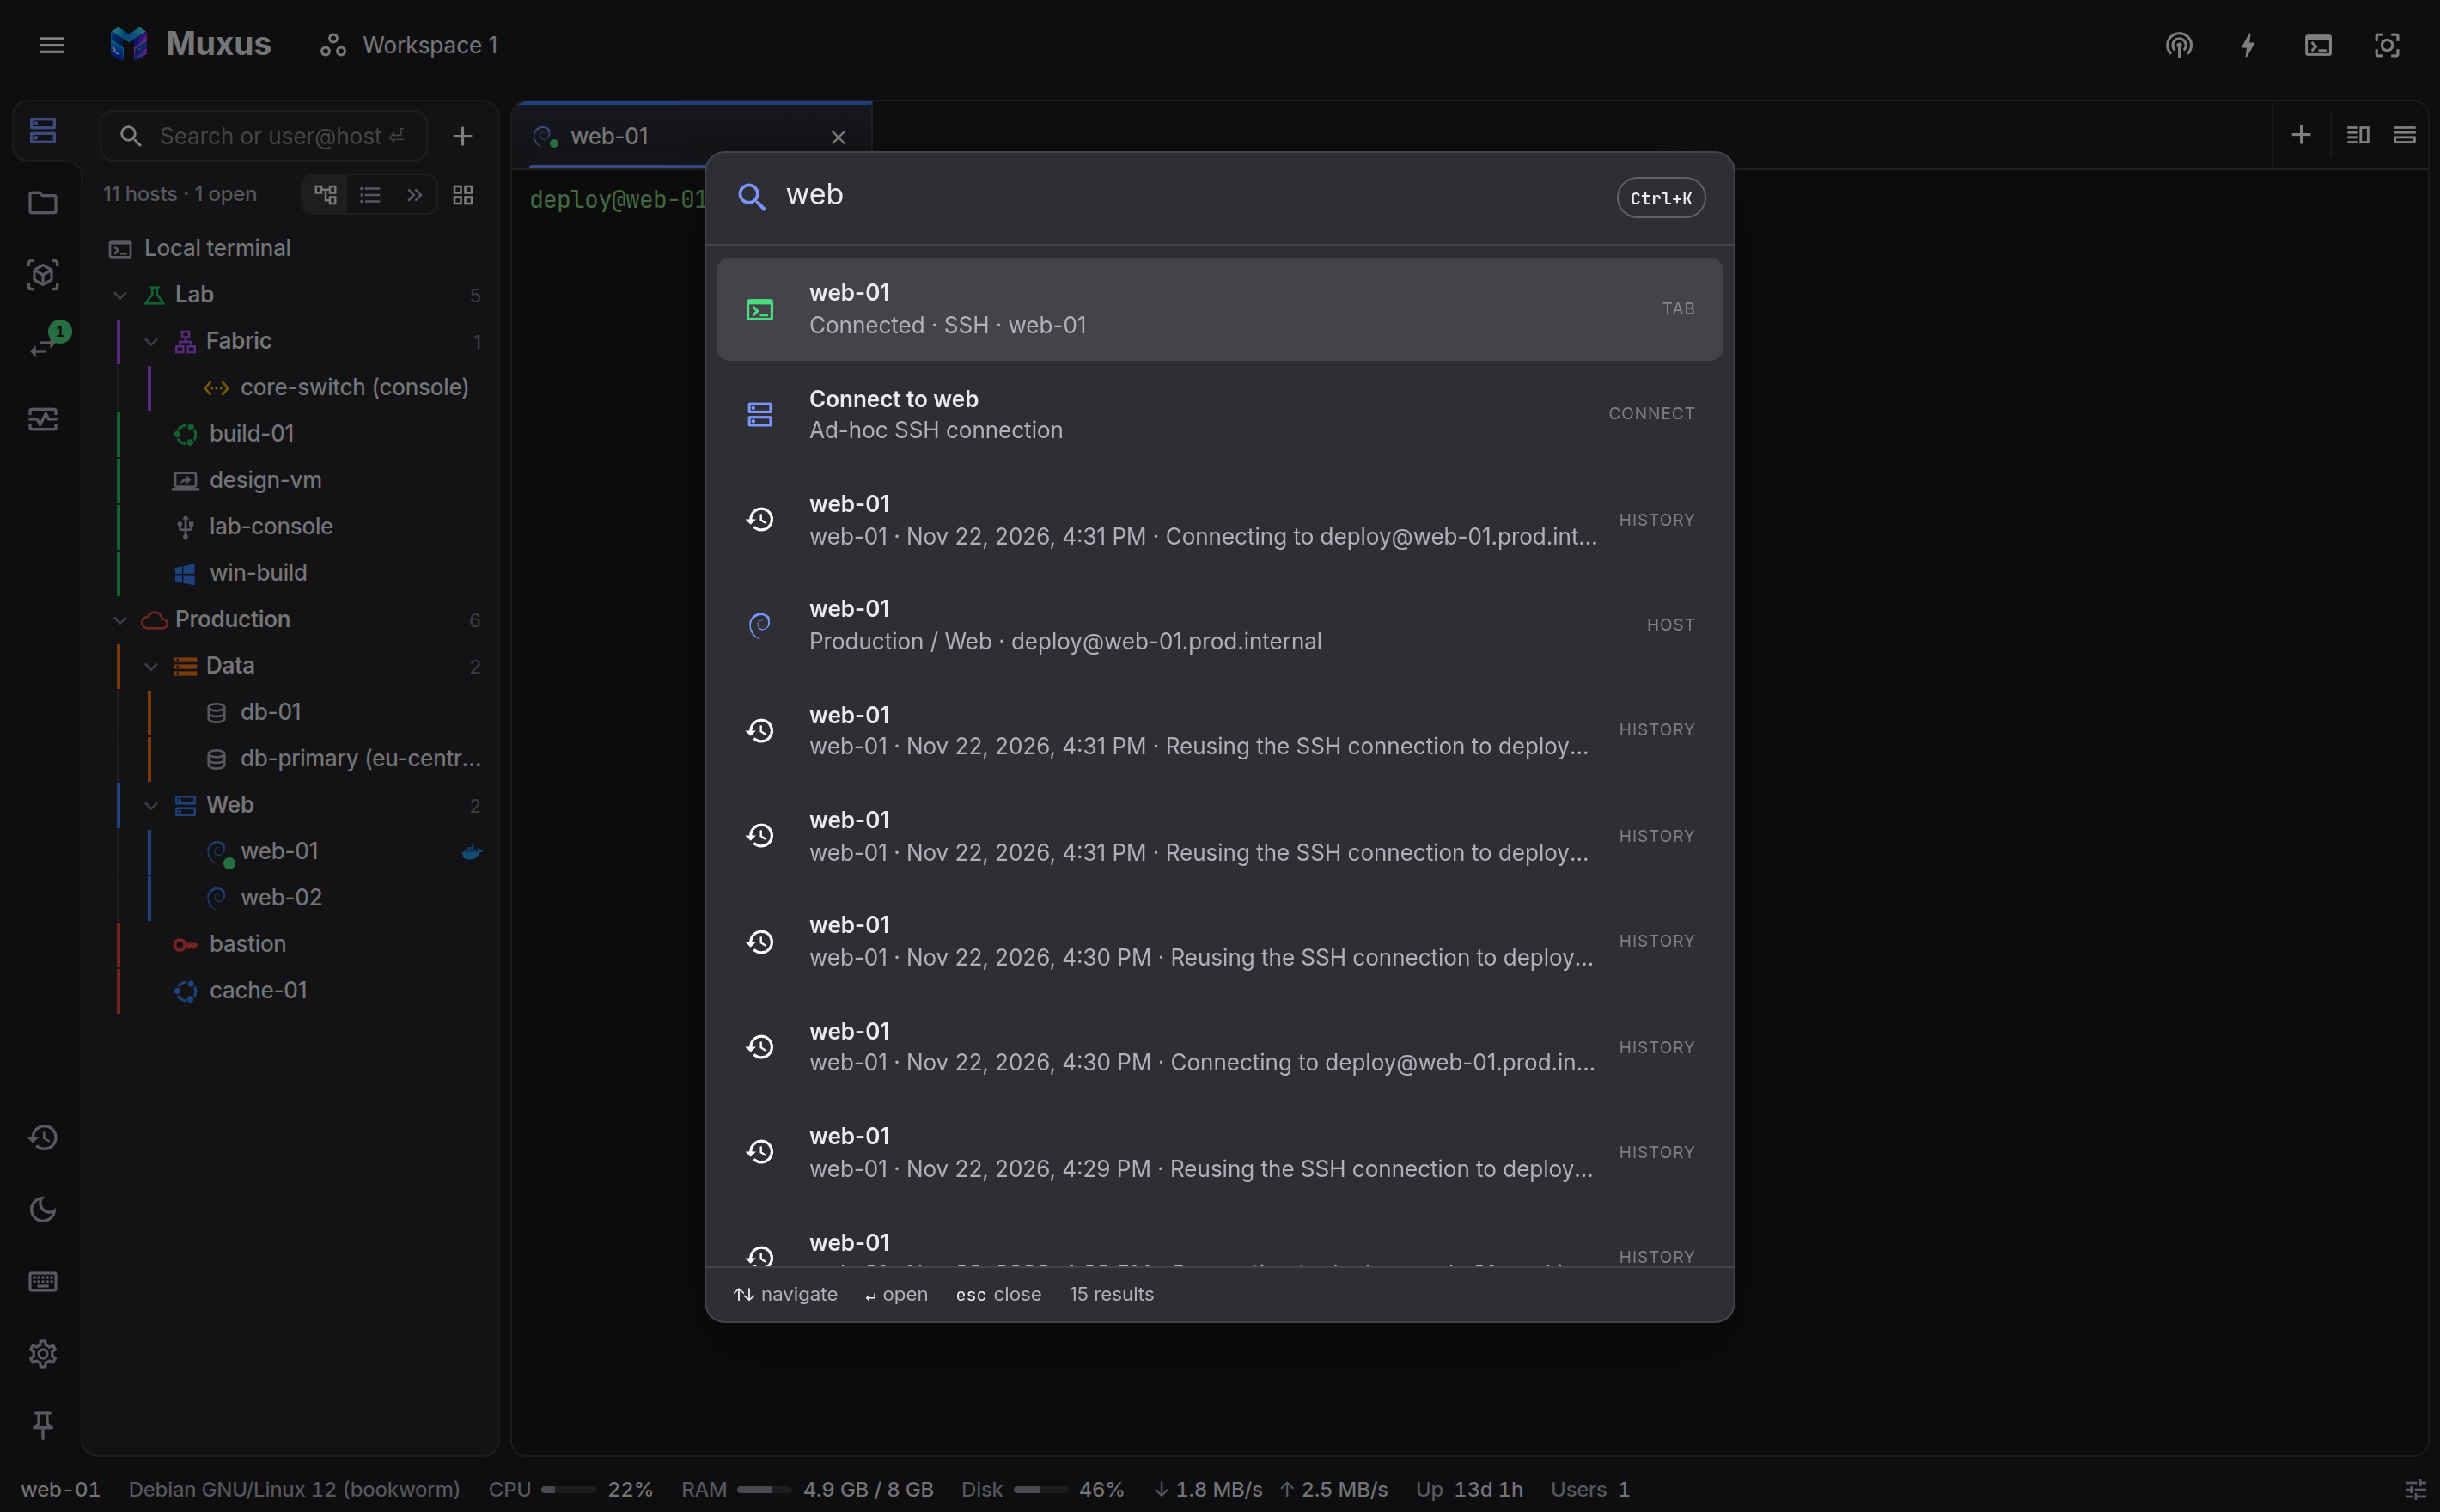 Muxus
Workspace 1
Search or user@host
11 hosts · 1 open
Local terminal
Lab 5
Fabric 1
core-switch (console)
build-01
design-vm
lab-console
win-build
Production 6
Data 2
db-01
db-primary (eu-centr...
Web 2
web-01
web-02
bastion
cache-01
1
web-01
deploy@web-01
web
Ctrl+K
web-01
Connected · SSH · web-01
TAB
Connect to web
Ad-hoc SSH connection
CONNECT
web-01
web-01 · Nov 22, 2026, 4:31 PM · Connecting to deploy@web-01.prod.int...
HISTORY
web-01
Production / Web · deploy@web-01.prod.internal
HOST
web-01
web-01 · Nov 22, 2026, 4:31 PM · Reusing the SSH connection to deploy...
HISTORY
web-01
web-01 · Nov 22, 2026, 4:31 PM · Reusing the SSH connection to deploy...
HISTORY
web-01
web-01 · Nov 22, 2026, 4:30 PM · Reusing the SSH connection to deploy...
HISTORY
web-01
web-01 · Nov 22, 2026, 4:30 PM · Connecting to deploy@web-01.prod.in...
HISTORY
web-01
web-01 · Nov 22, 2026, 4:29 PM · Reusing the SSH connection to deploy...
HISTORY
web-01
HISTORY
↑↓ navigate ↵ open esc close 15 results
web-01 Debian GNU/Linux 12 (bookworm) CPU 22% RAM 4.9 GB / 8 GB Disk 46% ↓ 1.8 MB/s ↑ 2.5 MB/s Up 13d 1h Users 1